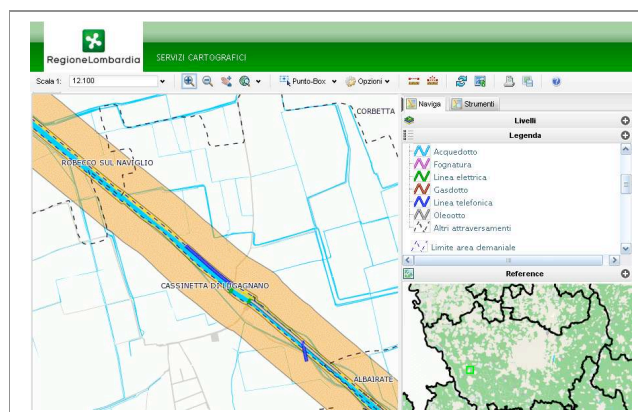 RegioneLombardia
SERVIZI CARTOGRAFICI
Scala 1: 12.100
Punto-Box
Opzioni
Naviga
Strumenti
Livelli
Legenda
Acquedotto
Fognatura
Linea elettrica
Gasdotto
Linea telefonica
Oleootto
Altri attraversamenti
Limite area demaniale
Reference
CORBETTA
ROBECCO SUL NAVIGLIO
CASSINETTA DI LUGAGNANO
ALBAIRATE